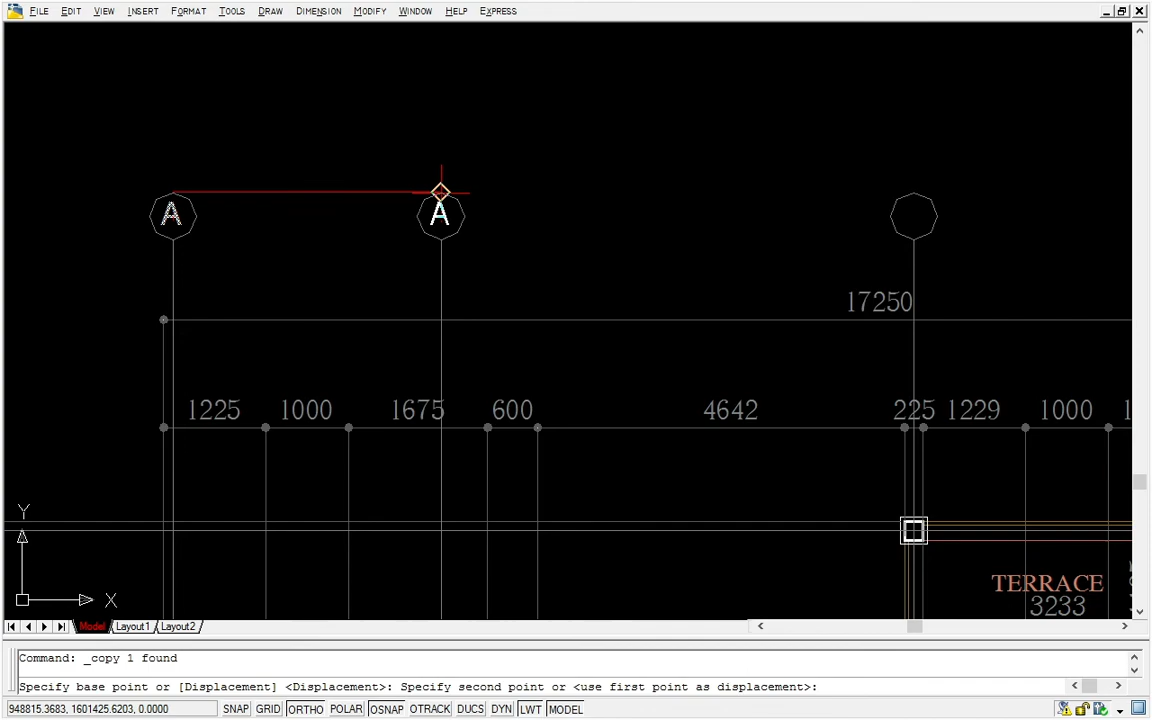 FILE EDIT VIEW INSERT FORMAT TOOLS DRAW DIMENSION MODIFY WINDOW HELP EXPRESS
A A
17250
1225 1000 1675 600 4642 225 1229 1000
Y
X
TERRACE
3233
Model Layout1 Layout2
Command: _copy 1 found
Specify base point or [Displacement] <Displacement>: Specify second point or <use first point as displacement>:
948815.3683, 1601425.6203, 0.0000 SNAP GRID ORTHO POLAR OSNAP OTRACK DUCS DYN LWT MODEL